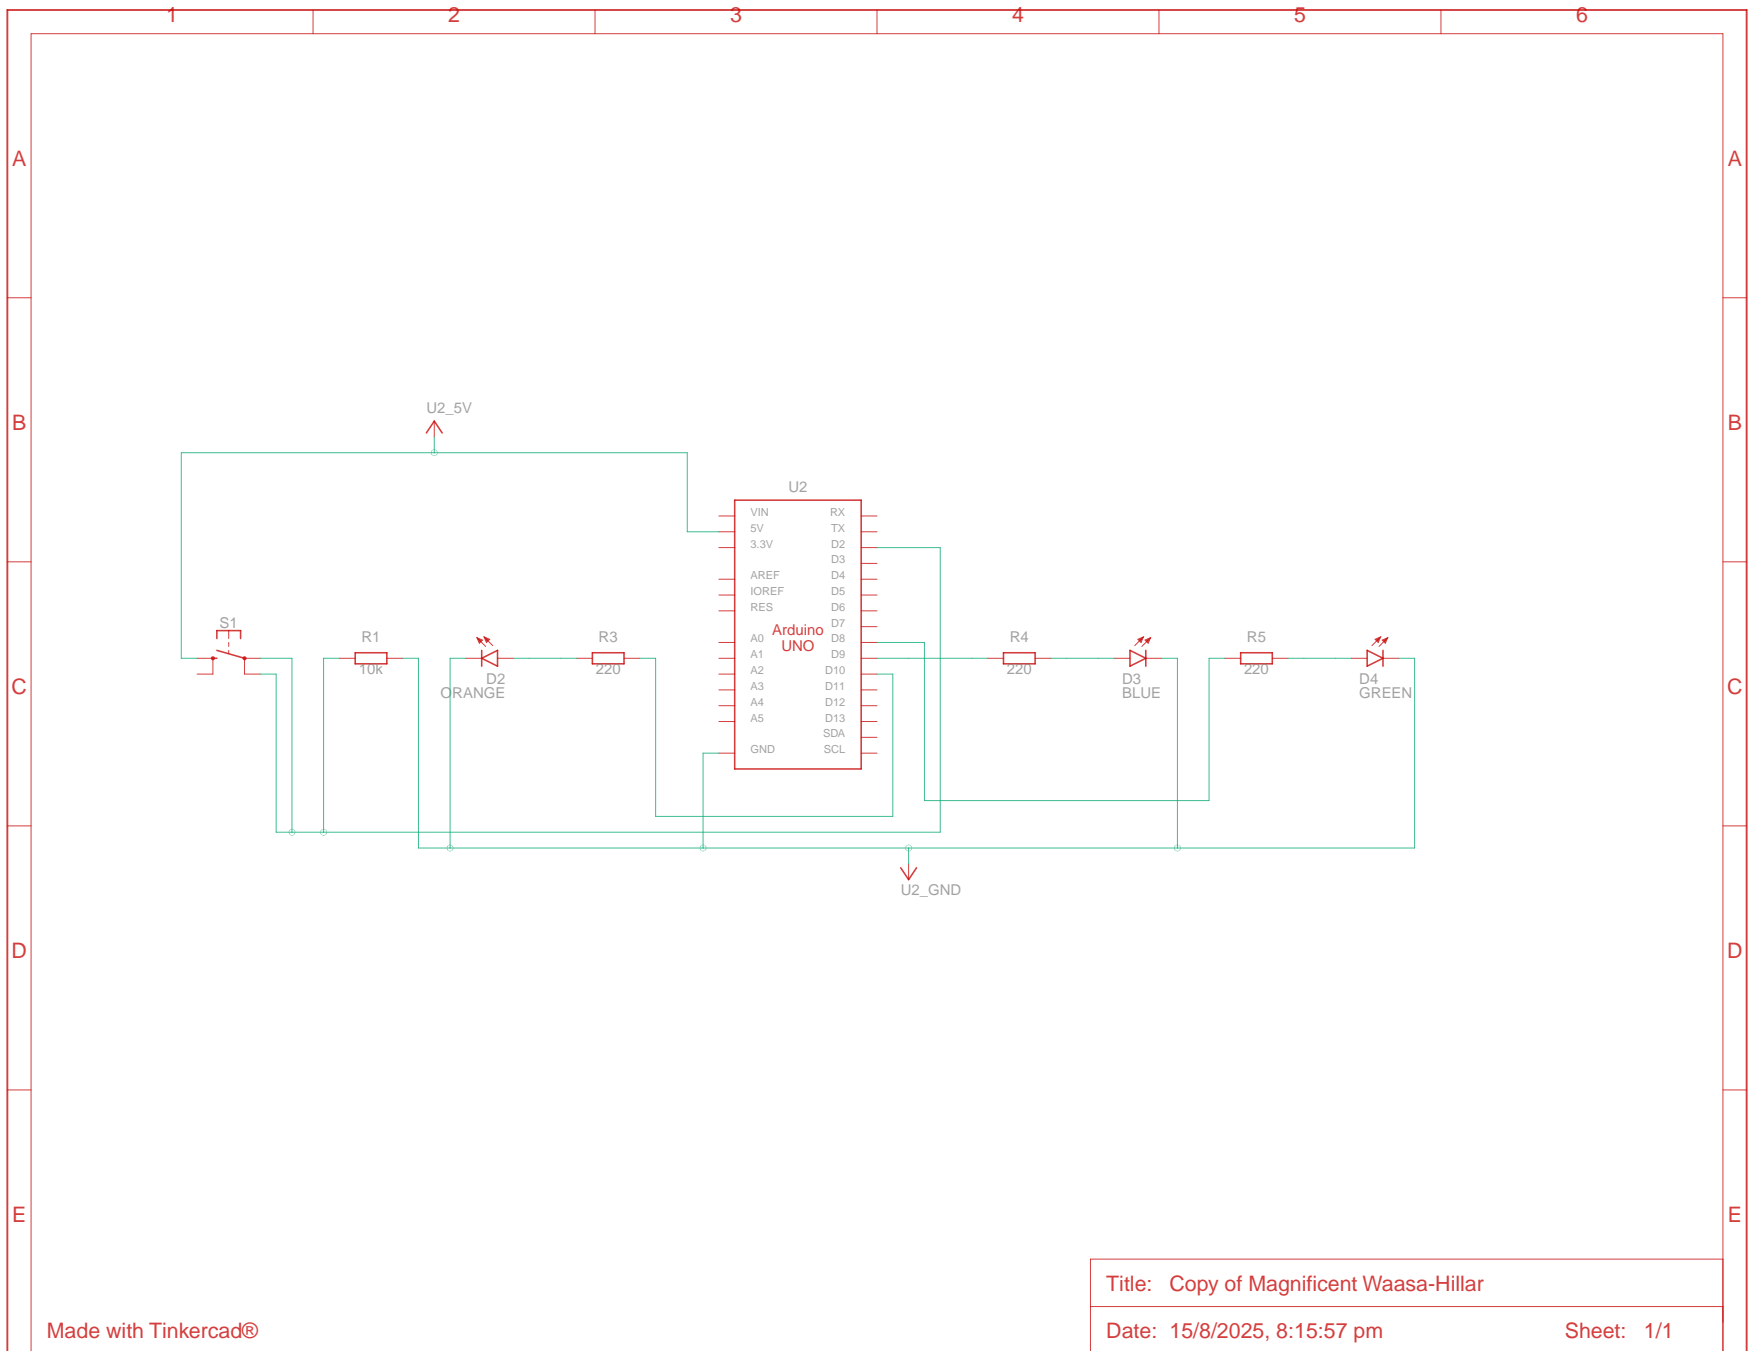 1 2 3 4 5 6
A A
B B
U2_5V
U2
VIN RX
5V TX
3.3V D2
D3
AREF D4
IOREF D5
RES D6
D7
Arduino
UNO
A0 D8
A1 D9
A2 D10
A3 D11
A4 D12
A5 D13
SDA
GND SCL
S1
R1
10k
D2
ORANGE
R3
220
R4
220
D3
BLUE
R5
220
D4
GREEN
C C
U2_GND
D D
E E
Title: Copy of Magnificent Waasa-Hillar
Made with Tinkercad®
Date: 15/8/2025, 8:15:57 pm Sheet: 1/1